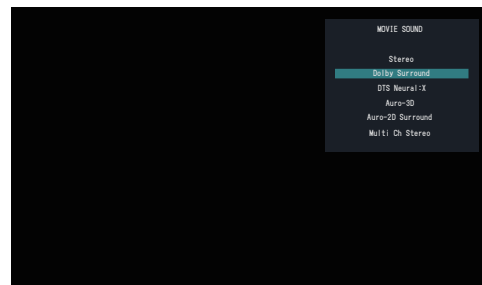 MOVIE SOUND
Stereo
Dolby Surround
DTS Neural:X
Auro-3D
Auro-2D Surround
Multi Ch Stereo